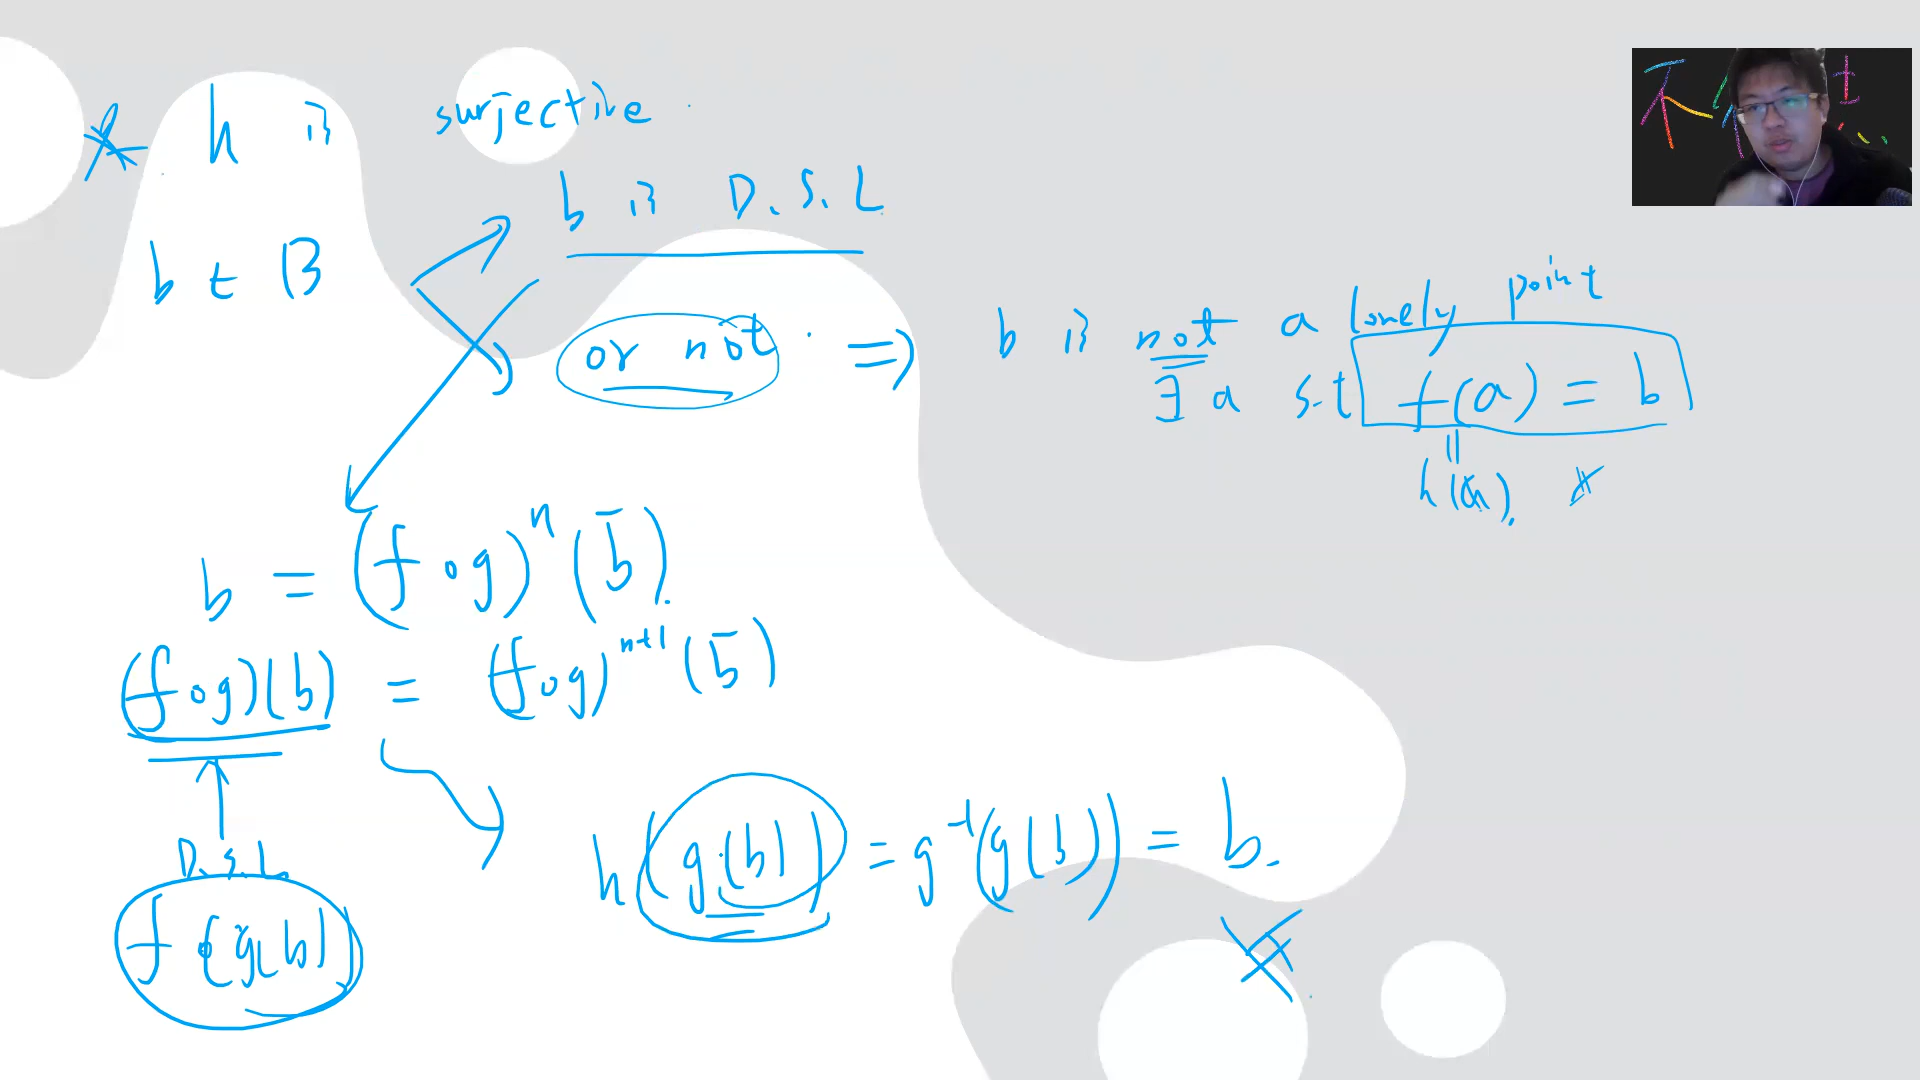 h is surjective.
b ∈ B
b is D.S.L
or not. ⇒
b is not a lonely point
∃ a s.t f(a) = b
h(a).
b = (f∘g)ⁿ(b̄).
(f∘g)(b) = (f∘g)ⁿ⁺¹(b̄)
D.S.L.
f(g(b))
h(g(b)) = g⁻¹(g(b)) = b.